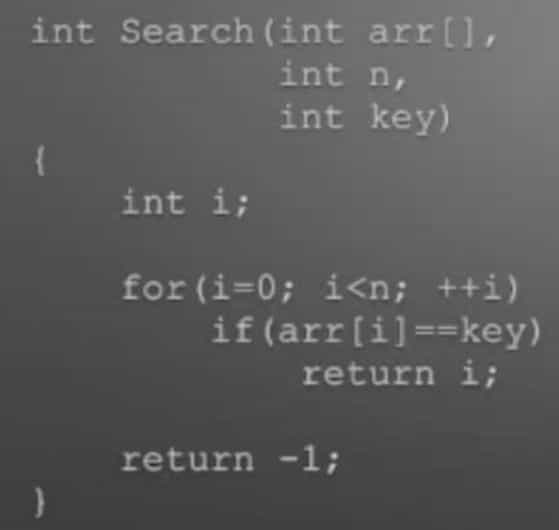 int Search(int arr[],
int n,
int key)
{
int i;
for(i=0; i<n; ++i)
if(arr[i]==key)
return i;
return -1;
}